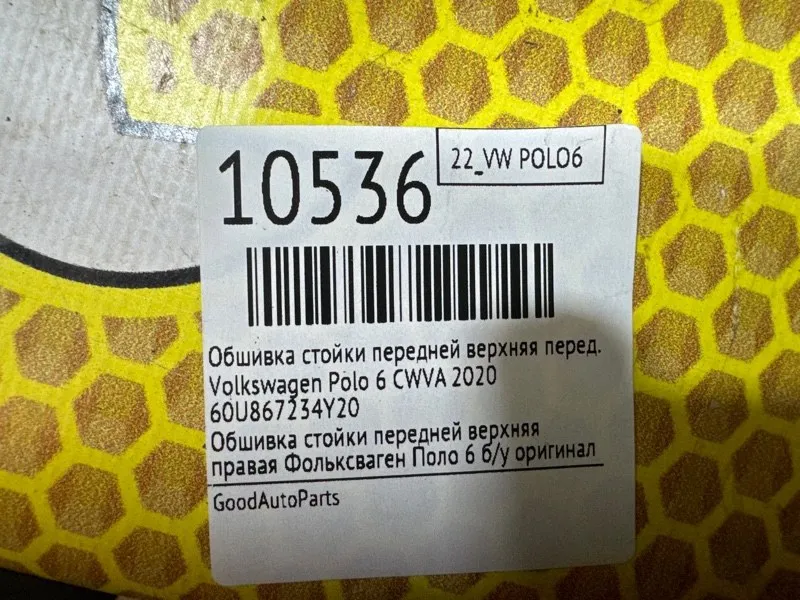 10536
22_VW POLO6
Обшивка стойки передней верхняя перед.
Volkswagen Polo 6 CWVA 2020
60U867234Y20
Обшивка стойки передней верхняя
правая Фольксваген Поло 6 б/у оригинал
GoodAutoParts